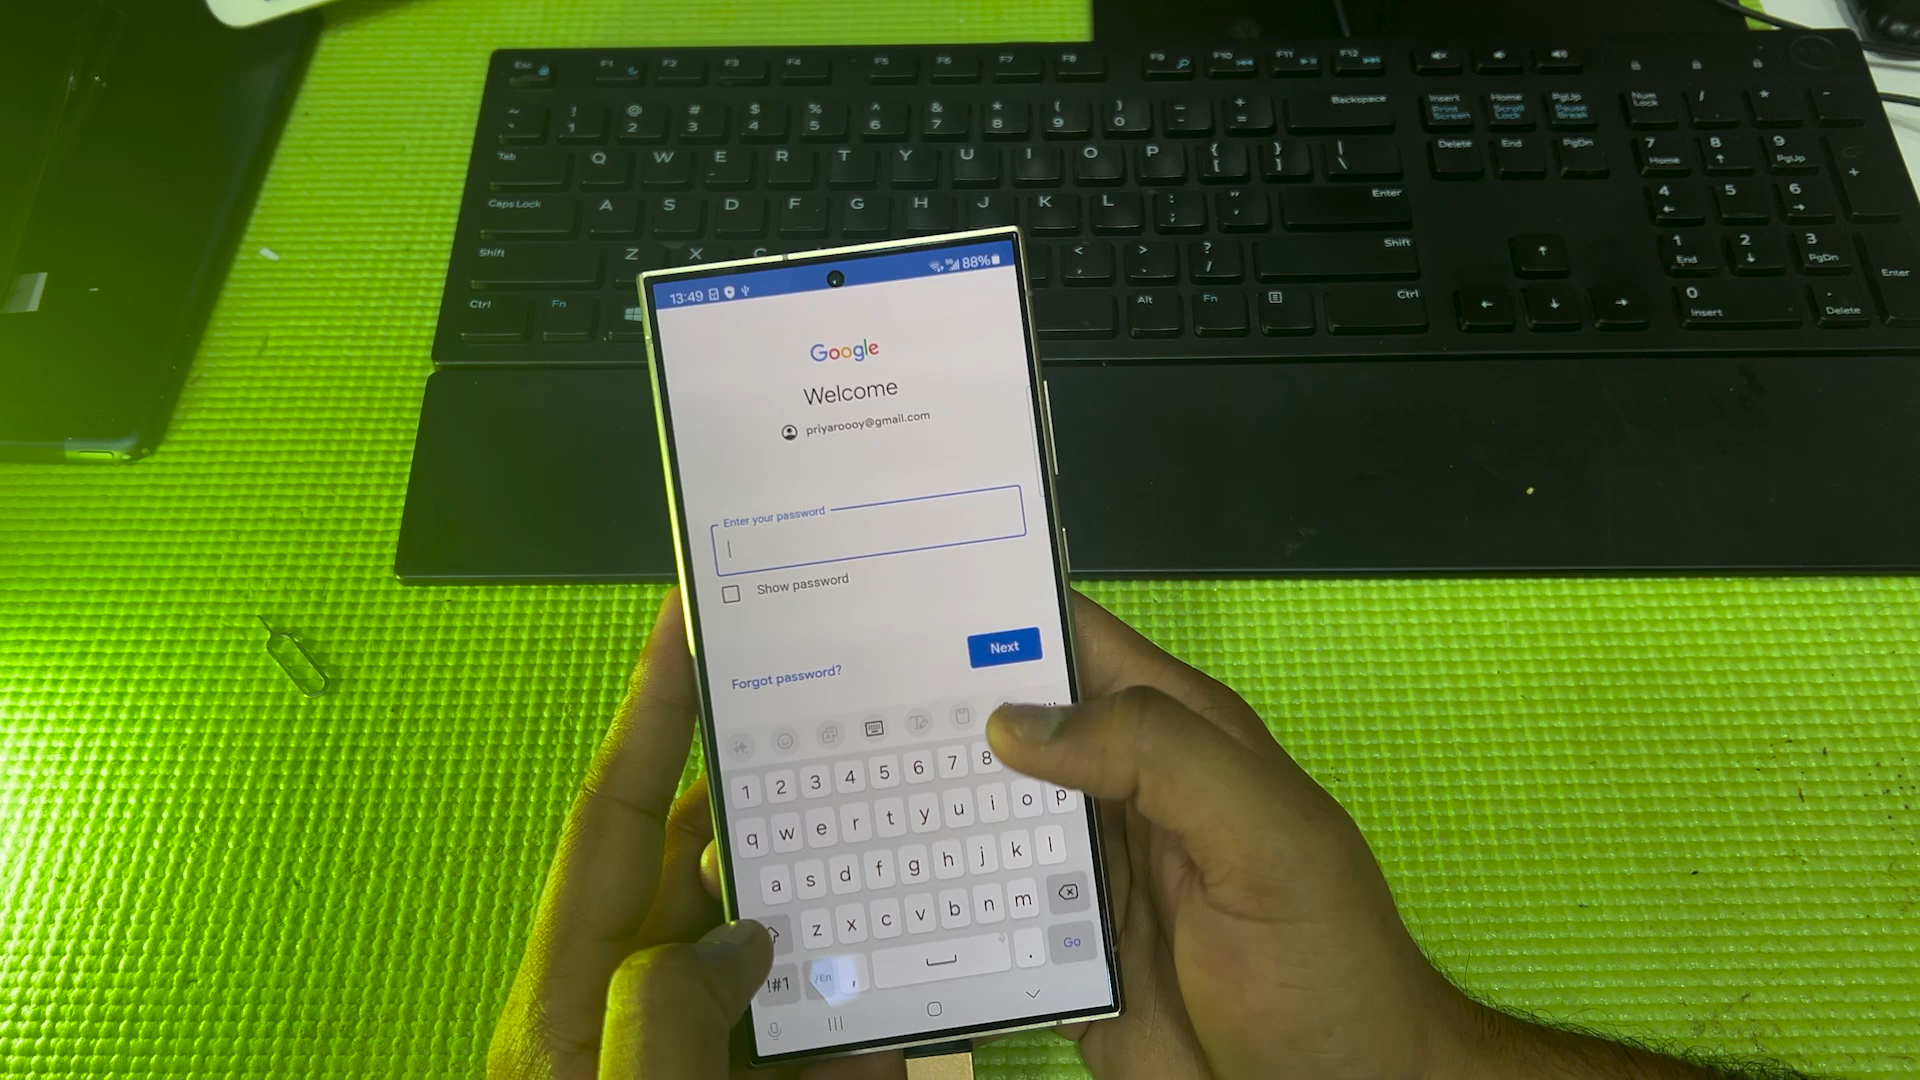 Esc F1 F2 F3 F4 F5 F6 F7 F8 F9 F10 F11 F12
~ ! @ # $ % ^ & * ( ) _ + Backspace Insert Home PgUp Num / * -
` 1 2 3 4 5 6 7 8 9 0 - = Print Screen Scroll Lock Pause Break Lock
Tab Q W E R T Y U I O P { [ } ] | \ Delete End PgDn 7 Home 8 ↑ 9 PgUp +
Caps Lock A S D F G H J K L : ; " ' Enter 4 ← 5 6 →
Shift Z X C < , > . ? / Shift ↑ 1 End 2 ↓ 3 PgDn Enter
Ctrl Fn Alt Fn Ctrl ← ↓ → 0 Insert . Delete
13:49 88%
Google
Welcome
priyaroooy@gmail.com
Enter your password
Show password
Next
Forgot password?
1 2 3 4 5 6 7 8
q w e r t y u i o p
a s d f g h j k l
z x c v b n m
!#1 /En , . Go